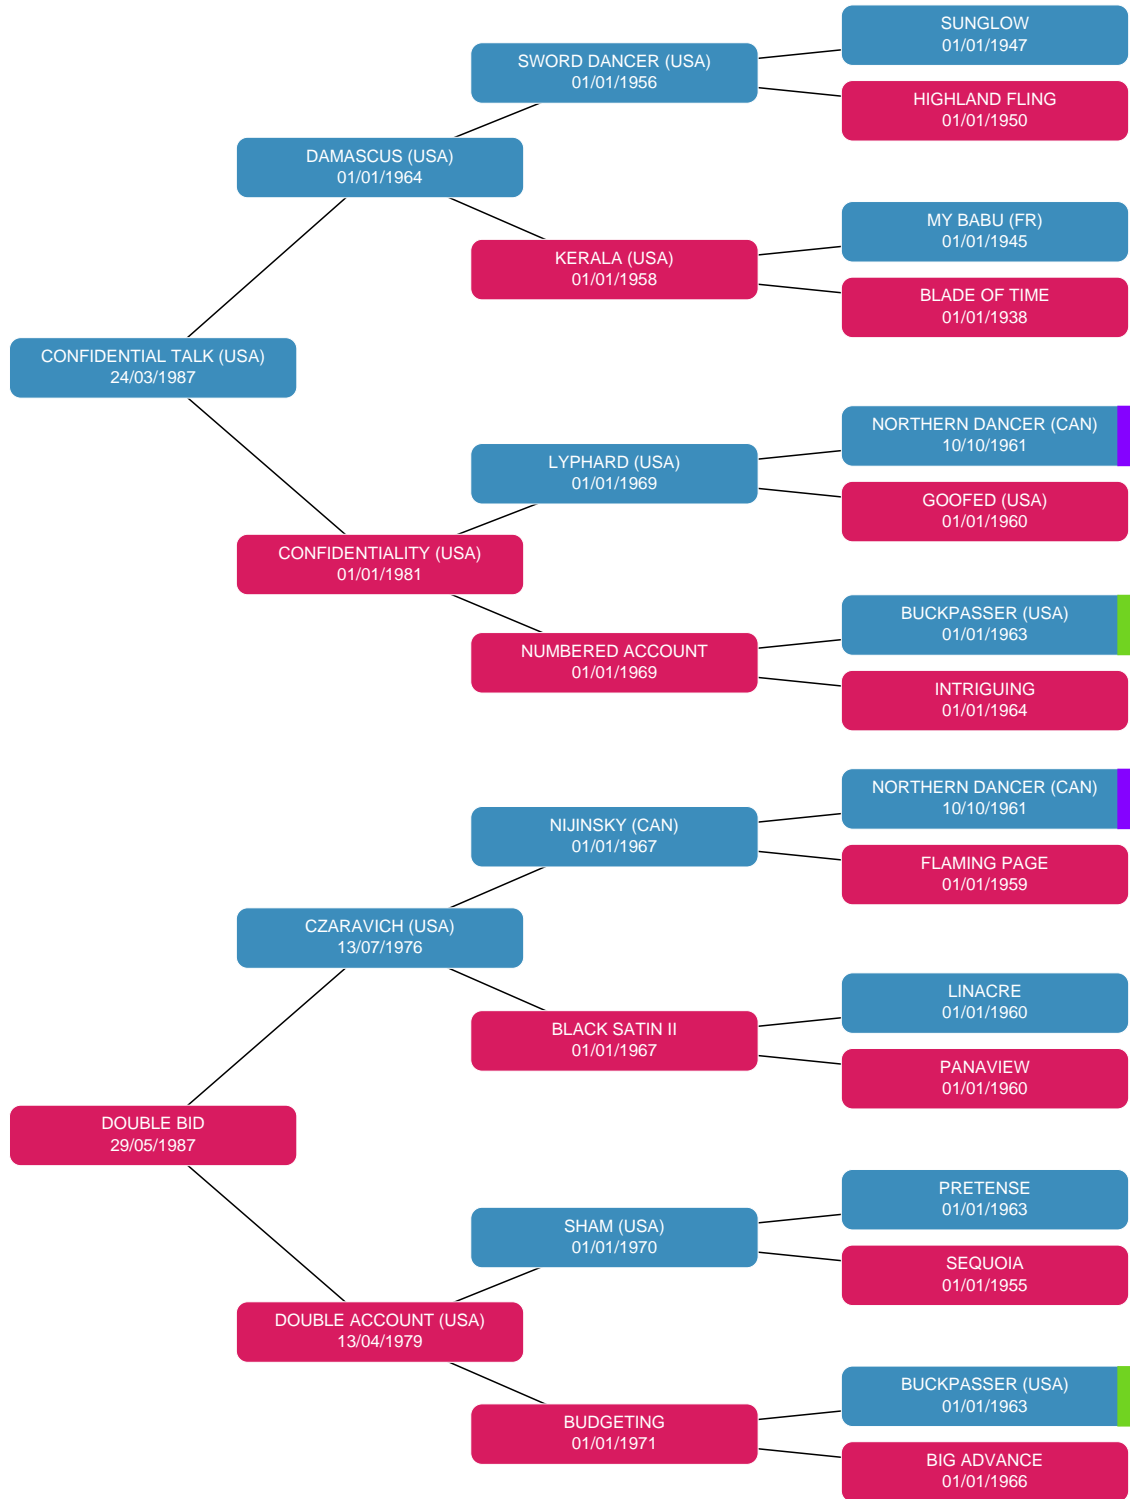 SUNGLOW
01/01/1947
SWORD DANCER (USA)
01/01/1956
HIGHLAND FLING
01/01/1950
DAMASCUS (USA)
01/01/1964
MY BABU (FR)
01/01/1945
KERALA (USA)
01/01/1958
BLADE OF TIME
01/01/1938
CONFIDENTIAL TALK (USA)
24/03/1987
NORTHERN DANCER (CAN)
10/10/1961
LYPHARD (USA)
01/01/1969
GOOFED (USA)
01/01/1960
CONFIDENTIALITY (USA)
01/01/1981
BUCKPASSER (USA)
01/01/1963
NUMBERED ACCOUNT
01/01/1969
INTRIGUING
01/01/1964
NORTHERN DANCER (CAN)
10/10/1961
NIJINSKY (CAN)
01/01/1967
FLAMING PAGE
01/01/1959
CZARAVICH (USA)
13/07/1976
LINACRE
01/01/1960
BLACK SATIN II
01/01/1967
PANAVIEW
01/01/1960
DOUBLE BID
29/05/1987
PRETENSE
01/01/1963
SHAM (USA)
01/01/1970
SEQUOIA
01/01/1955
DOUBLE ACCOUNT (USA)
13/04/1979
BUCKPASSER (USA)
01/01/1963
BUDGETING
01/01/1971
BIG ADVANCE
01/01/1966